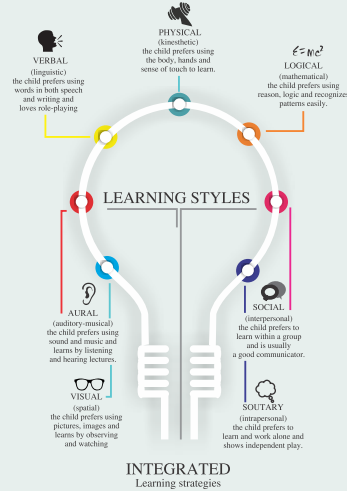 PHYSICAL
(kinesthetic)
the child prefers using
the body, hands and
sense of touch to learn.
VERBAL
(linguistic)
the child prefers using
words in both speech
and writing and
loves role-playing
E=mc²
LOGICAL
(mathematical)
the child prefers using
reason, logic and recognizes
patterns easily.
LEARNING STYLES
AURAL
(auditory-musical)
the child prefers using
sound and music and
learns by listening
and hearing lectures.
SOCIAL
(interpersonal)
the child prefers to
learn within a group
and is usually
a good communicator.
VISUAL
(spatial)
the child prefers using
pictures, images and
learns by observing
and watching
SOUTARY
(intrapersonal)
the child prefers to
learn and work alone and
shows independent play.
INTEGRATED
Learning strategies